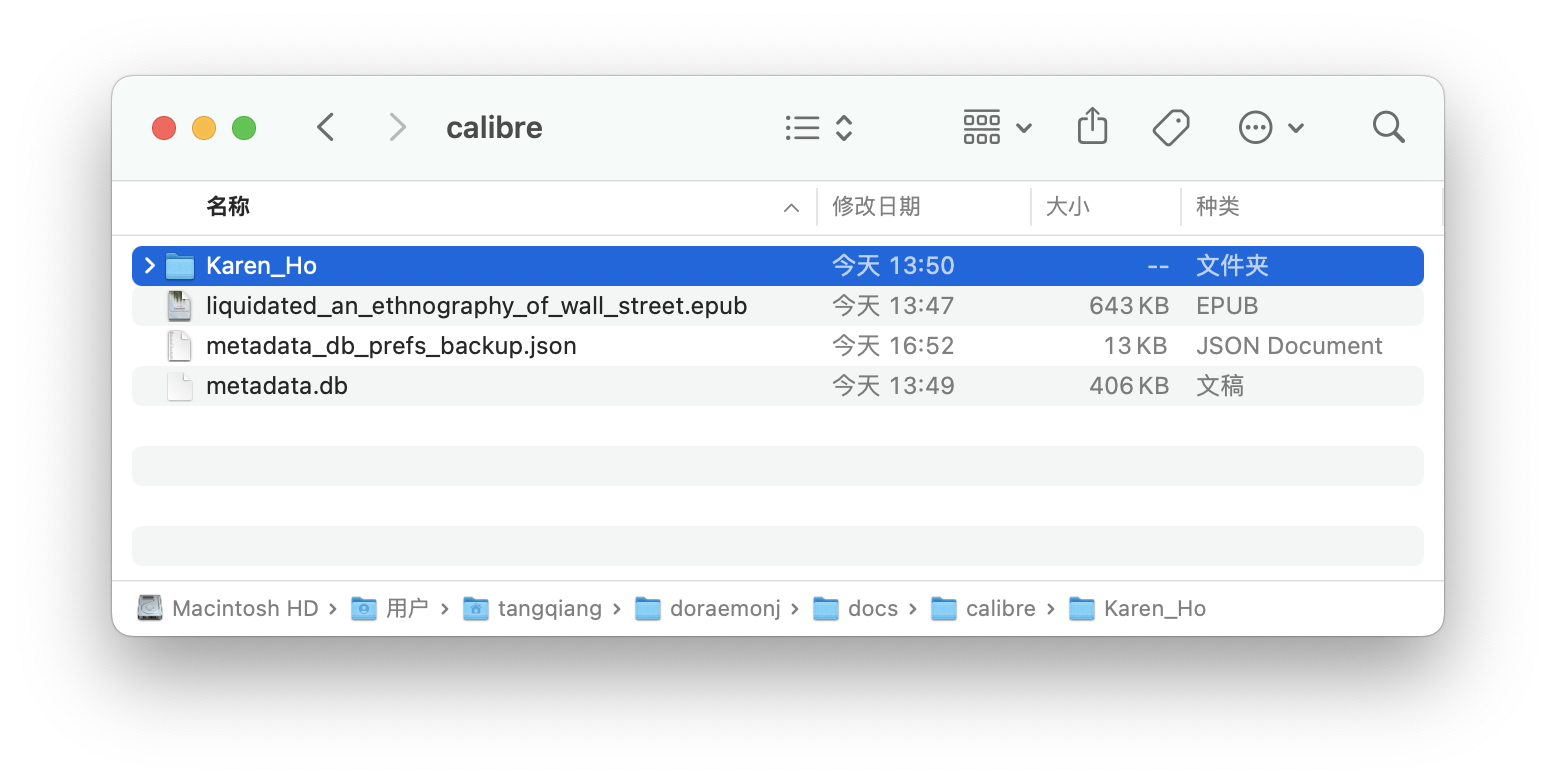 calibre
名称 修改日期 大小 种类
Karen_Ho 今天 13:50 -- 文件夹
liquidated_an_ethnography_of_wall_street.epub 今天 13:47 643 KB EPUB
metadata_db_prefs_backup.json 今天 16:52 13 KB JSON Document
metadata.db 今天 13:49 406 KB 文稿
Macintosh HD › 用户 › tangqiang › doraemonj › docs › calibre › Karen_Ho